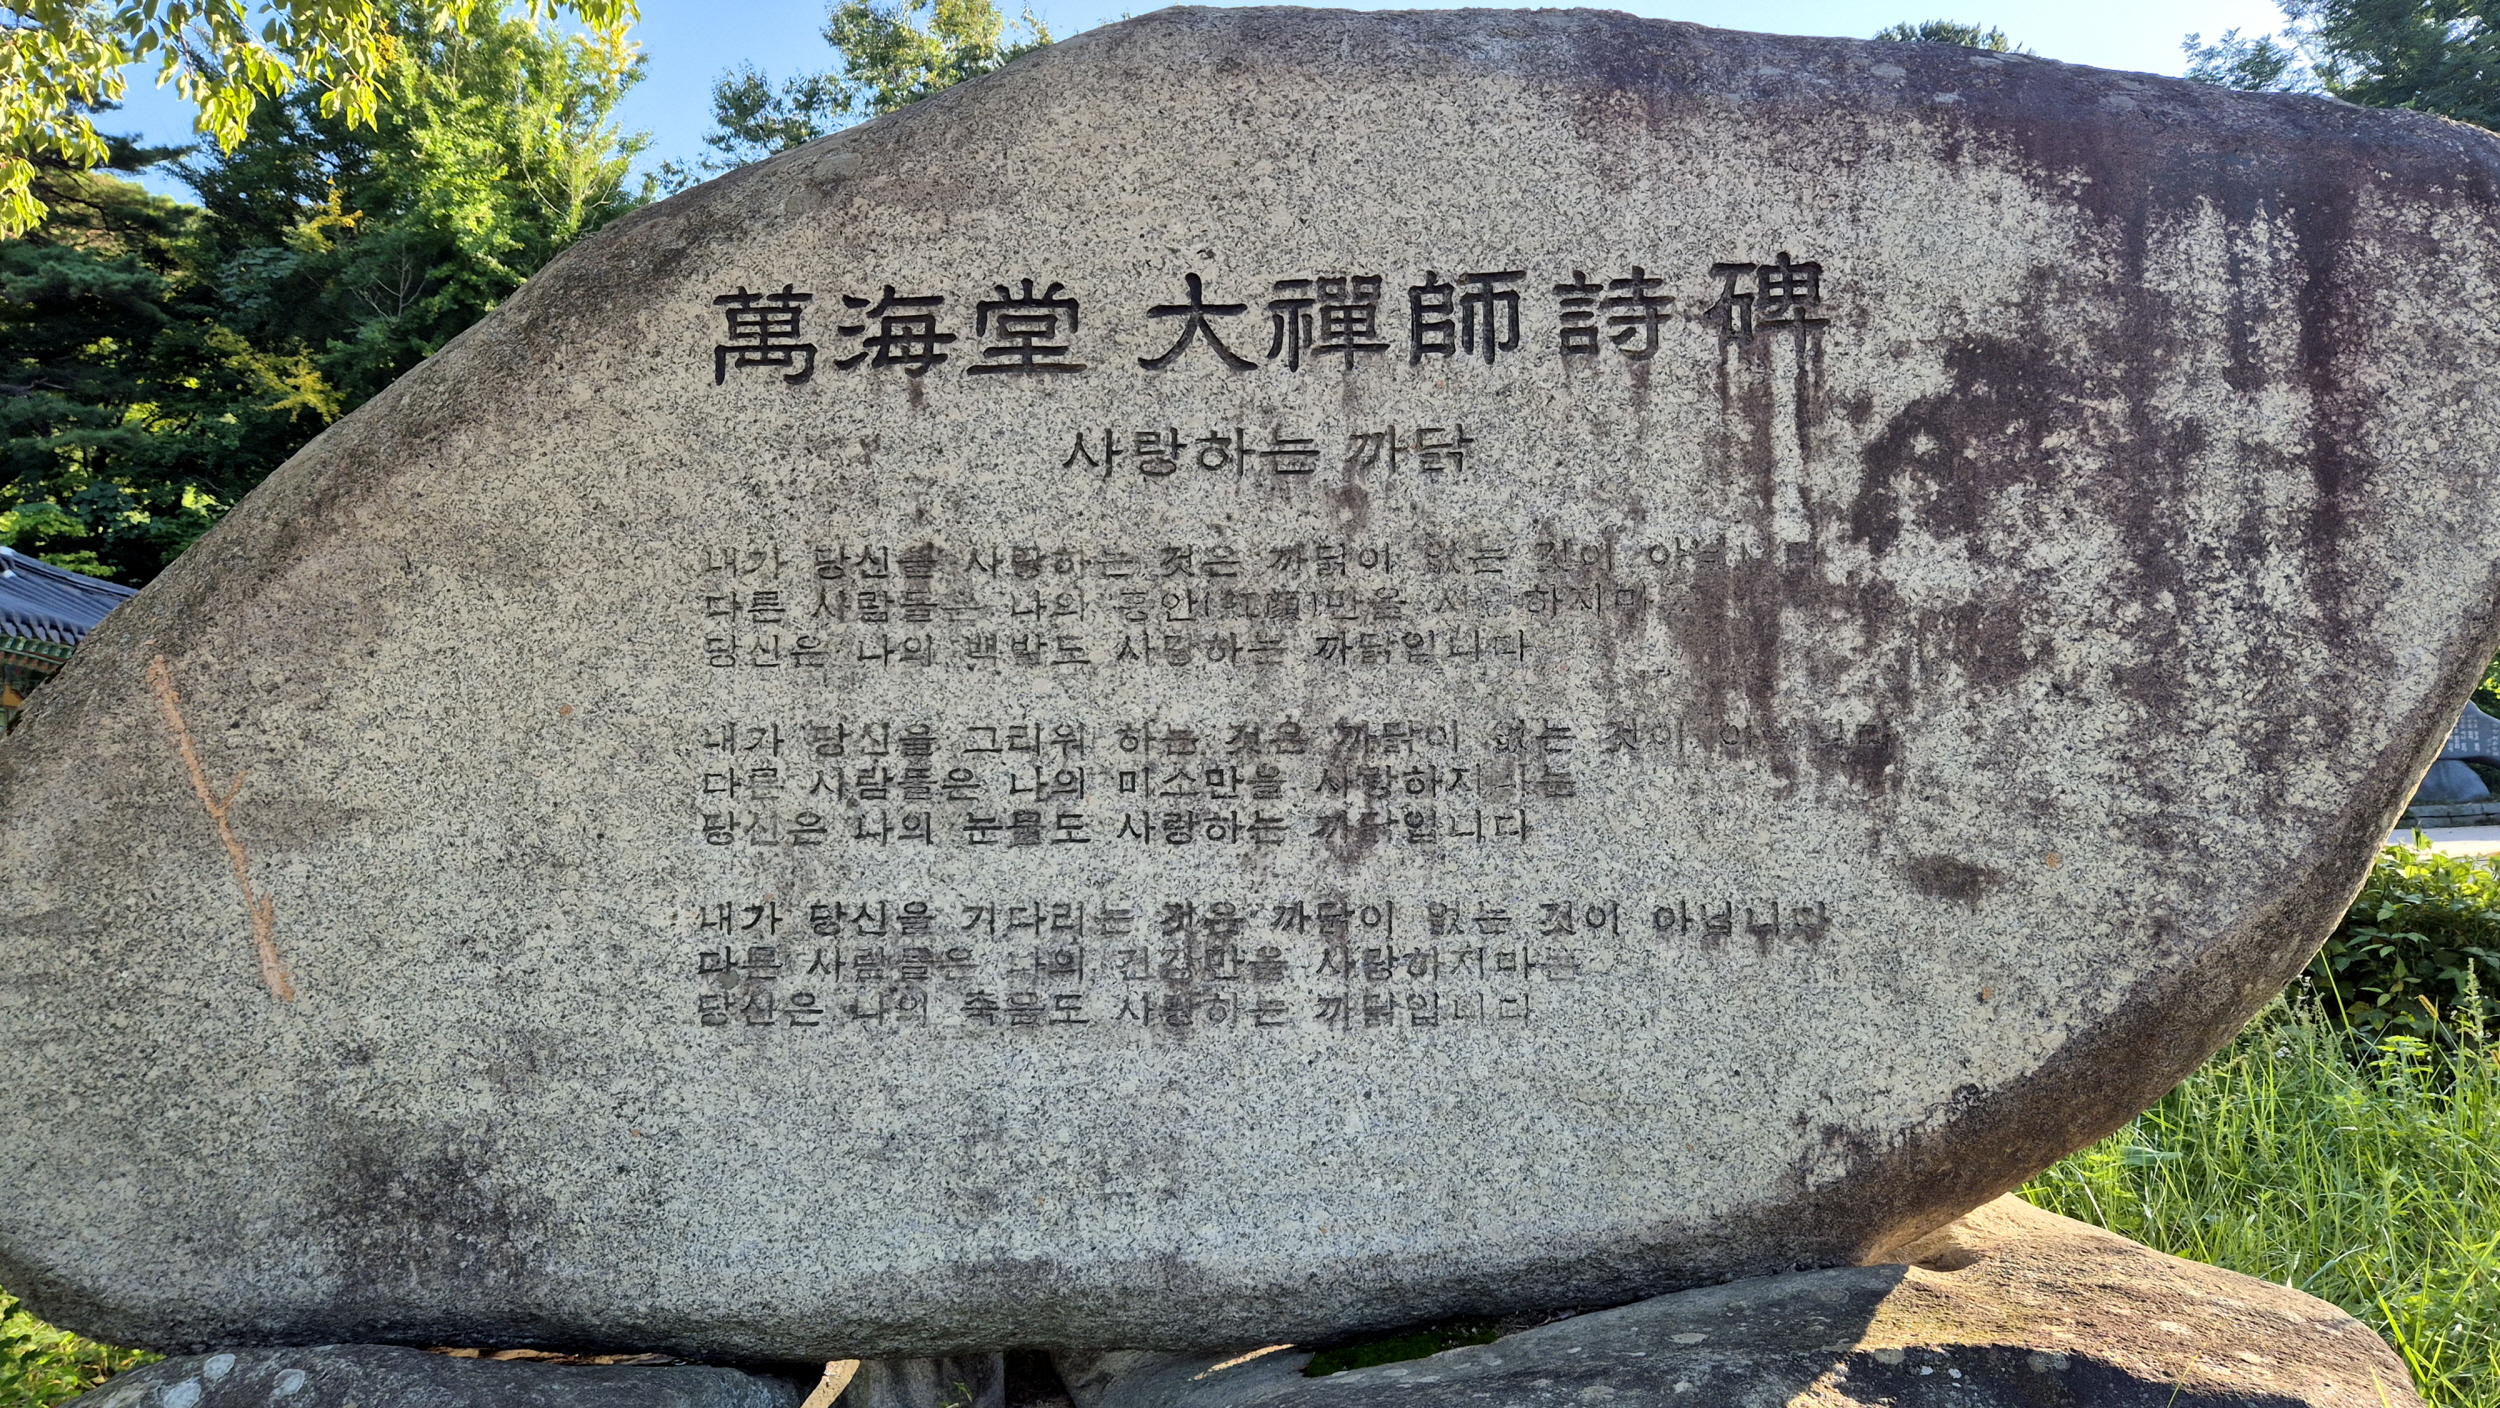 萬海堂 大禪師 詩碑
사랑하는 까닭
내가 당신을 사랑하는 것은 까닭이 없는 것이 아닙니다
다른 사람들은 나의 홍안(紅顔)만을 사랑하지마는
당신은 나의 백발도 사랑하는 까닭입니다
내가 당신을 그리워 하는 것은 까닭이 없는 것이 아닙니다
다른 사람들은 나의 미소만을 사랑하지마는
당신은 나의 눈물도 사랑하는 까닭입니다
내가 당신을 기다리는 것은 까닭이 없는 것이 아닙니다
다른 사람들은 나의 건강만을 사랑하지마는
당신은 나의 죽음도 사랑하는 까닭입니다